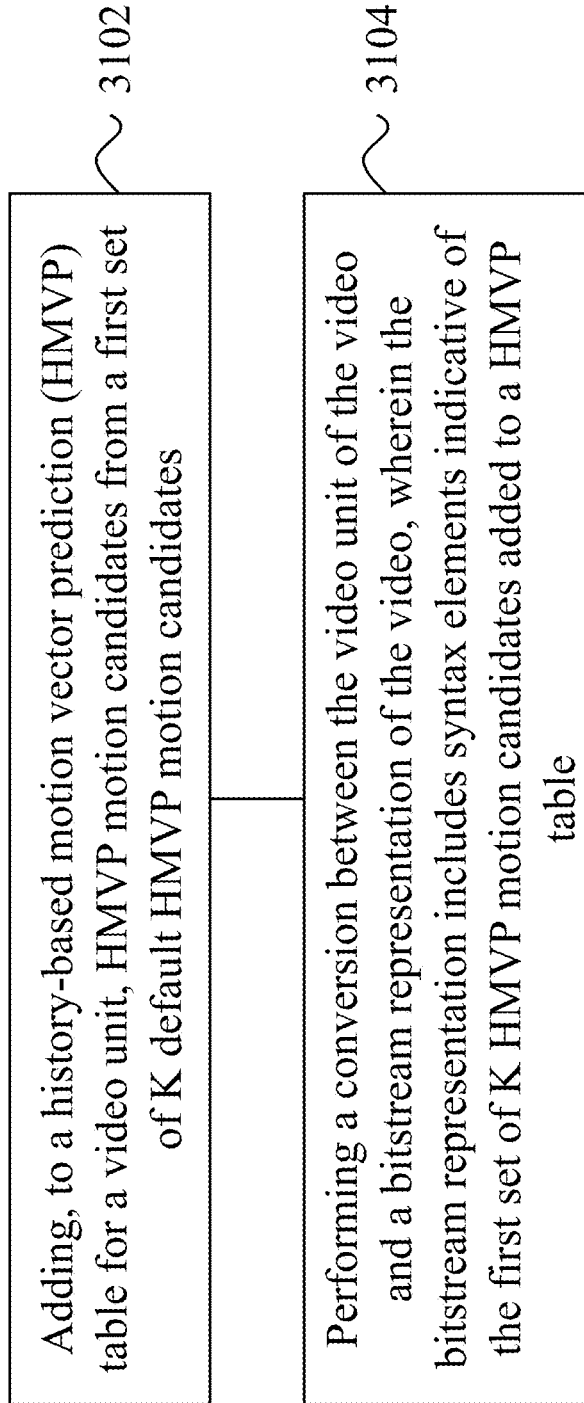 Adding, to a history-based motion vector prediction (HMVP)
table for a video unit, HMVP motion candidates from a first set
of K default HMVP motion candidates
3102
Performing a conversion between the video unit of the video
and a bitstream representation of the video, wherein the
bitstream representation includes syntax elements indicative of
the first set of K HMVP motion candidates added to a HMVP
table
3104